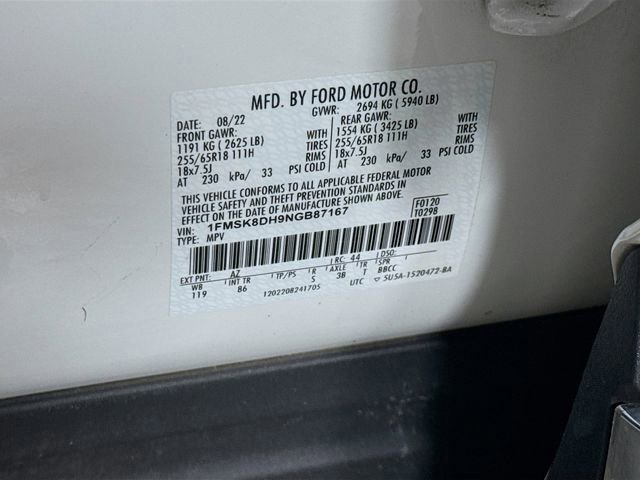 MFD. BY FORD MOTOR CO.
DATE: 08/22 GVWR: 2694 KG ( 5940 LB)
FRONT GAWR: REAR GAWR:
1191 KG ( 2625 LB) WITH 1554 KG ( 3425 LB) WITH
255/65R18 111H TIRES 255/65R18 111H TIRES
18x7.5J RIMS 18x7.5J RIMS
AT 230 kPa/ 33 PSI COLD AT 230 kPa/ 33 PSI COLD
THIS VEHICLE CONFORMS TO ALL APPLICABLE FEDERAL MOTOR
VEHICLE SAFETY AND THEFT PREVENTION STANDARDS IN
EFFECT ON THE DATE OF MANUFACTURE SHOWN ABOVE.
VIN: 1FMSK8DH9NGB87167 F0120
TYPE: MPV T0298
EXT PNT: AZ RC: 44 DSO:
WB INT TR TP/PS R AXLE TR SPR
119 86 S 3B T BBCC
1202208241705 UTC 5U5A-1520472-BA